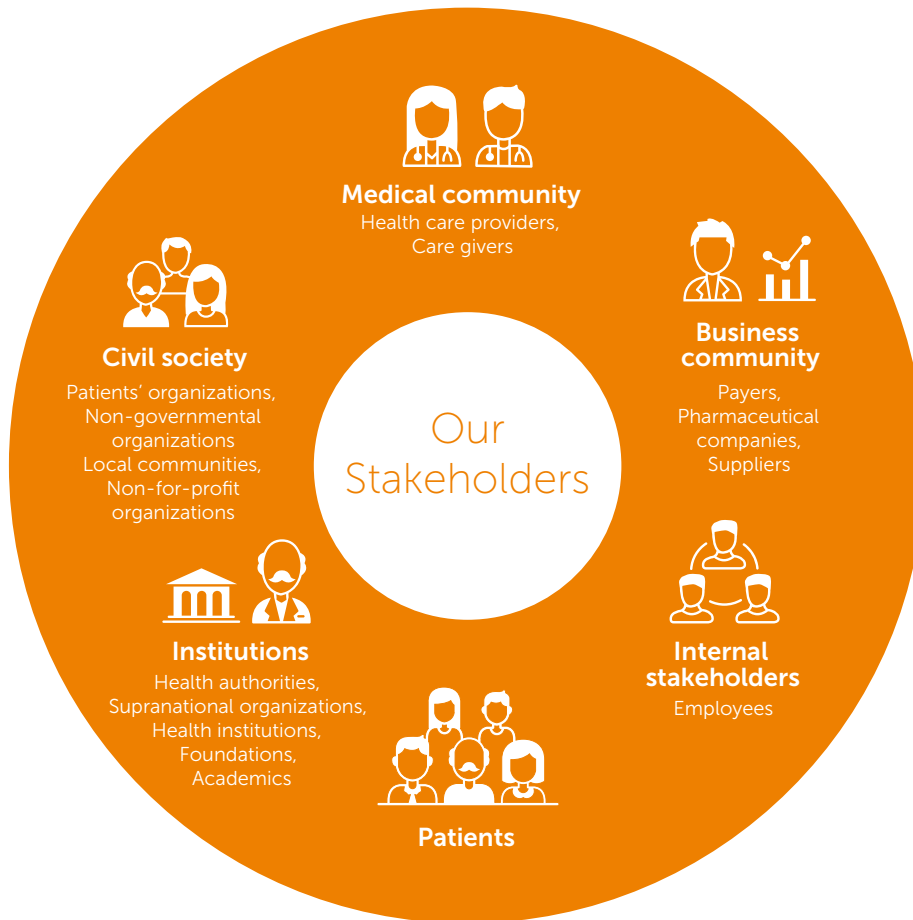 Our
Stakeholders
Medical community
Health care providers,
Care givers
Business
community
Payers,
Pharmaceutical
companies,
Suppliers
Internal
stakeholders
Employees
Patients
Institutions
Health authorities,
Supranational organizations,
Health institutions,
Foundations,
Academics
Civil society
Patients' organizations,
Non-governmental
organizations
Local communities,
Non-for-profit
organizations